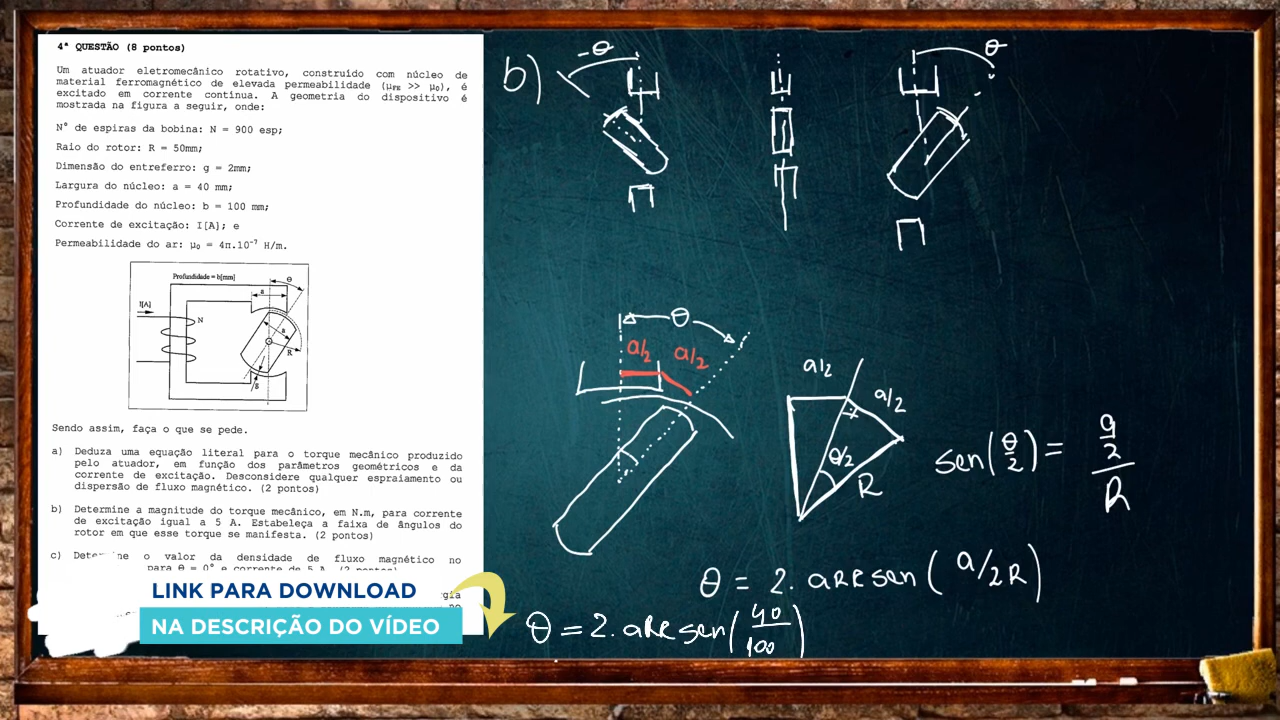 4ª QUESTÃO (8 pontos)
Um atuador eletromecânico rotativo, construído com núcleo de
material ferromagnético de elevada permeabilidade (μFE >> μ0), é
excitado em corrente contínua. A geometria do dispositivo é
mostrada na figura a seguir, onde:
N° de espiras da bobina: N = 900 esp;
Raio do rotor: R = 50mm;
Dimensão do entreferro: g = 2mm;
Largura do núcleo: a = 40 mm;
Profundidade do núcleo: b = 100 mm;
Corrente de excitação: I[A]; e
Permeabilidade do ar: μ0 = 4π.10⁻⁷ H/m.
Profundidade = b[mm]
θ
a
I[A]
N
a
R
g
Sendo assim, faça o que se pede.
a) Deduza uma equação literal para o torque mecânico produzido
pelo atuador, em função dos parâmetros geométricos e da
corrente de excitação. Desconsidere qualquer espraiamento ou
dispersão de fluxo magnético. (2 pontos)
b) Determine a magnitude do torque mecânico, em N.m, para corrente
de excitação igual a 5 A. Estabeleça a faixa de ângulos do
rotor em que esse torque se manifesta. (2 pontos)
c) o valor da densidade de fluxo magnético no
para θ = 0° e corrente de 5 A. (2 pontos)
LINK PARA DOWNLOAD
NA DESCRIÇÃO DO VÍDEO
b)
-θ
θ
θ
a/2 a/2
a/2
a/2
θ/2
R
sen(θ/2) = a/2 / R
θ = 2. arcsen( a/2R )
θ = 2. arcsen( 40/100 )